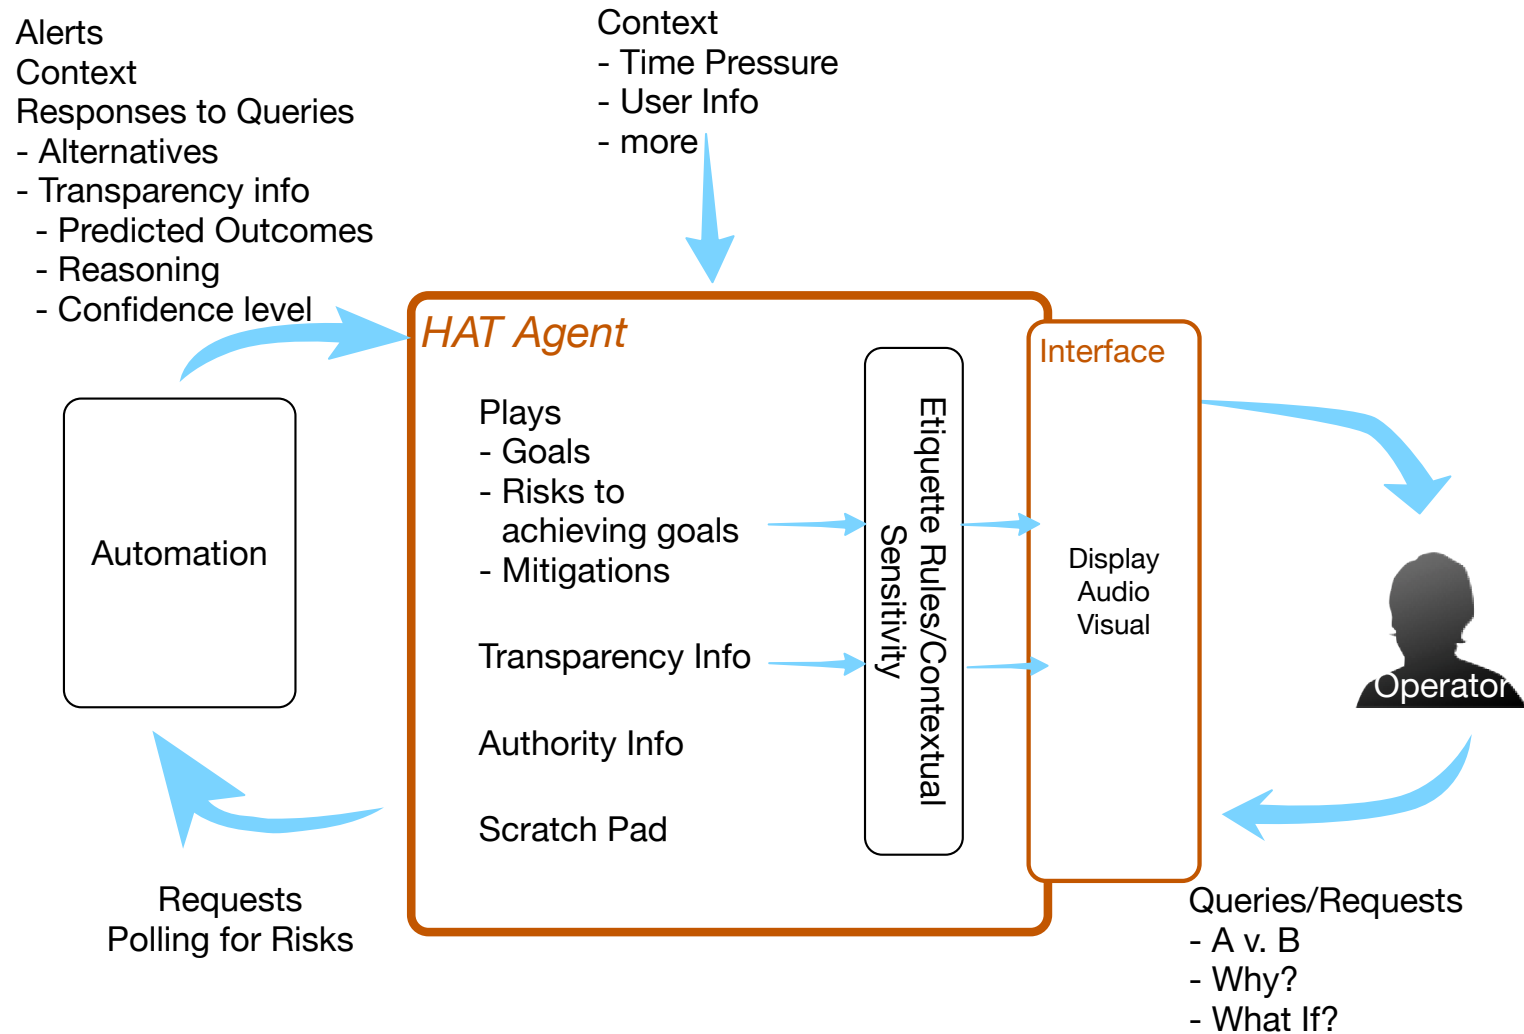 Alerts
Context
Responses to Queries
- Alternatives
- Transparency info
- Predicted Outcomes
- Reasoning
- Confidence level
Context
- Time Pressure
- User Info
- more
HAT Agent
Plays
- Goals
- Risks to
achieving goals
- Mitigations
Transparency Info
Authority Info
Scratch Pad
Etiquette Rules/Contextual
Sensitivity
Interface
Display
Audio
Visual
Automation
Operator
Requests
Polling for Risks
Queries/Requests
- A v. B
- Why?
- What If?